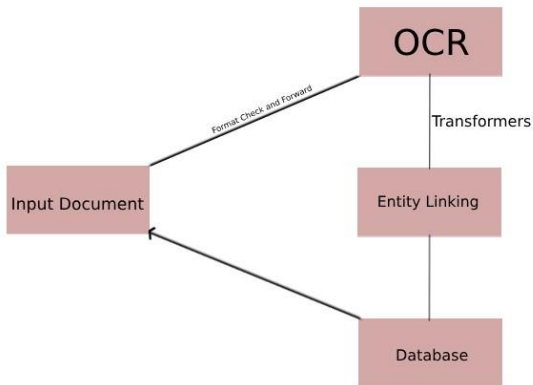 OCR
Format Check and Forward
Transformers
Input Document
Entity Linking
Database